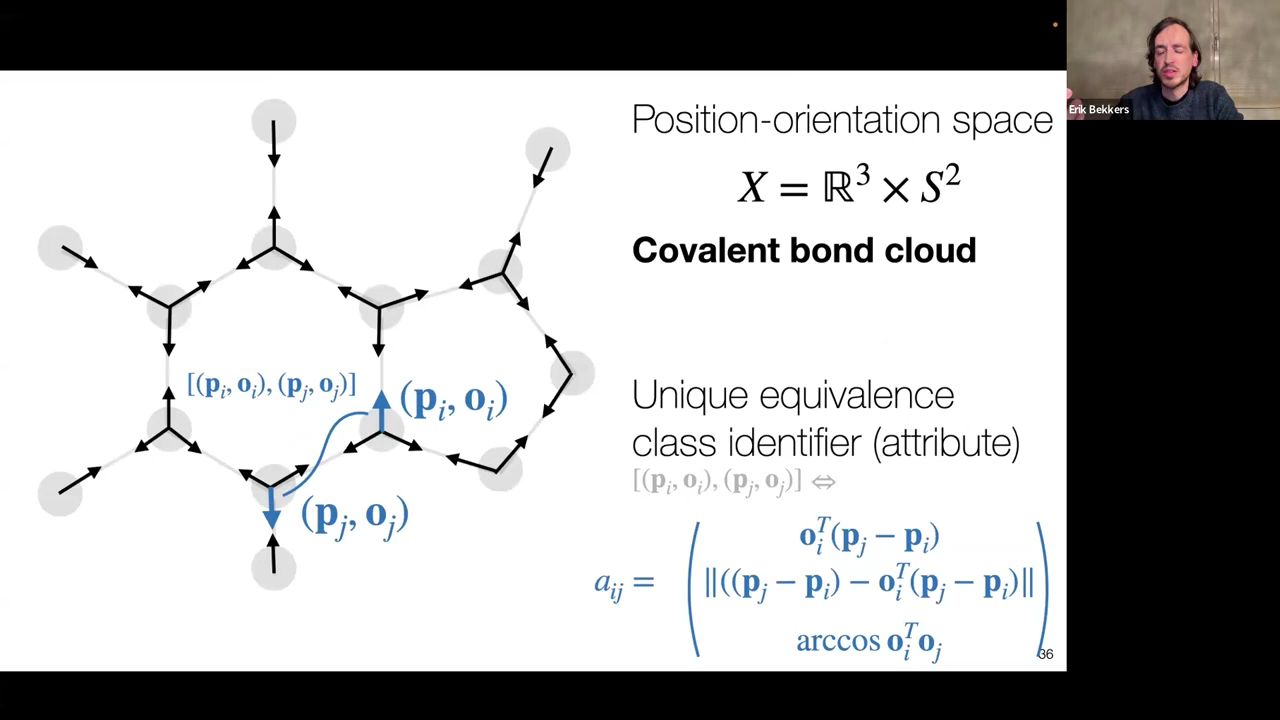 Erik Bekkers
Position-orientation space
X = ℝ³ × S²
Covalent bond cloud
[(pᵢ, oᵢ), (pⱼ, oⱼ)]
(pᵢ, oᵢ)
(pⱼ, oⱼ)
Unique equivalence
class identifier (attribute)
[(pᵢ, oᵢ), (pⱼ, oⱼ)] ⇔
oᵢᵀ(pⱼ − pᵢ)
aᵢⱼ = ‖((pⱼ − pᵢ) − oᵢᵀ(pⱼ − pᵢ)‖
arccos oᵢᵀoⱼ
36